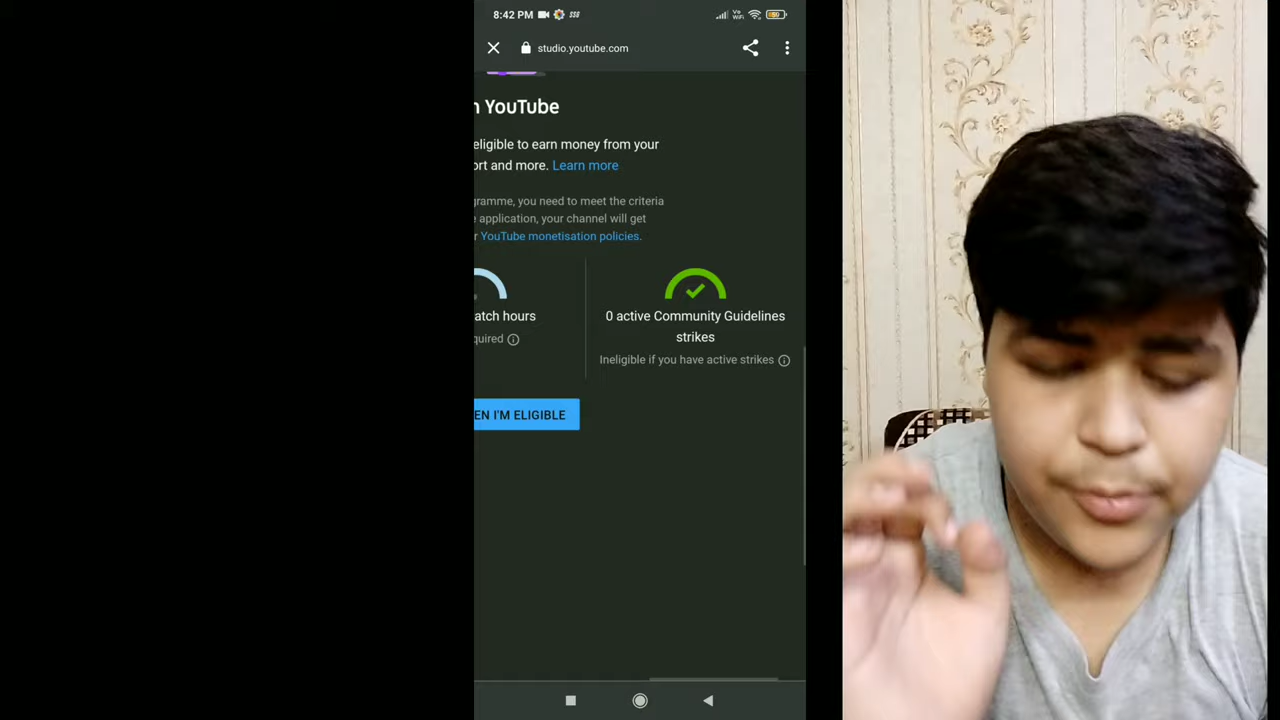 8:42 PM
Vo
WiFi
studio.youtube.com
n YouTube
eligible to earn money from your
ort and more. Learn more
gramme, you need to meet the criteria
e application, your channel will get
r YouTube monetisation policies.
atch hours
quired
0 active Community Guidelines
strikes
Ineligible if you have active strikes
EN I'M ELIGIBLE